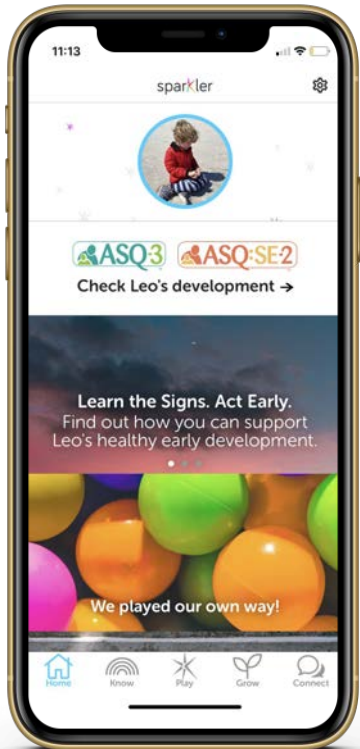 11:13
sparkler
ASQ-3 ASQ:SE-2
Check Leo's development →
Learn the Signs. Act Early.
Find out how you can support
Leo's healthy early development.
We played our own way!
Home Know Play Grow Connect